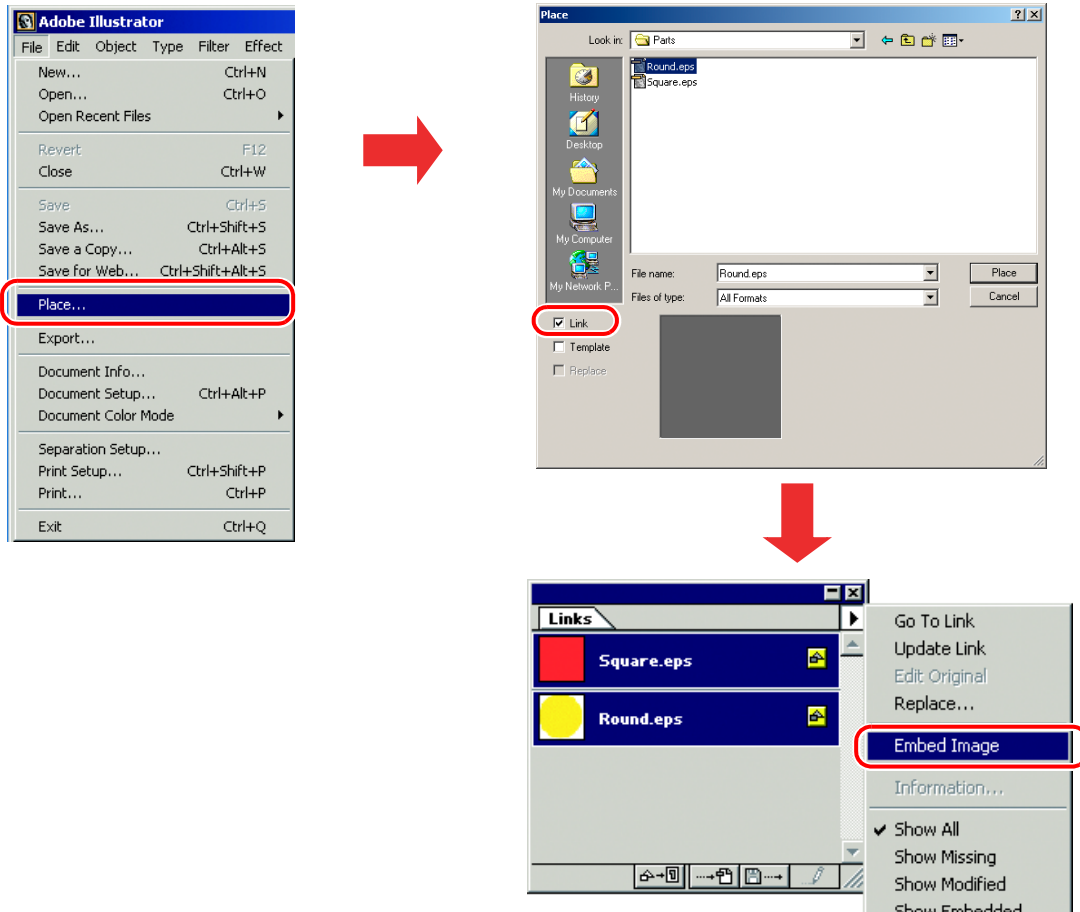 Adobe Illustrator
File Edit Object Type Filter Effect
New... Ctrl+N
Open... Ctrl+O
Open Recent Files
Revert F12
Close Ctrl+W
Save Ctrl+S
Save As... Ctrl+Shift+S
Save a Copy... Ctrl+Alt+S
Save for Web... Ctrl+Shift+Alt+S
Place...
Export...
Document Info...
Document Setup... Ctrl+Alt+P
Document Color Mode
Separation Setup...
Print Setup... Ctrl+Shift+P
Print... Ctrl+P
Exit Ctrl+Q
Place
Look in: Parts
Round.eps
Square.eps
History
Desktop
My Documents
My Computer
My Network P...
File name: Round.eps Place
Files of type: All Formats Cancel
Link
Template
Replace
Links
Square.eps
Round.eps
Go To Link
Update Link
Edit Original
Replace...
Embed Image
Information...
Show All
Show Missing
Show Modified
Show Embedded